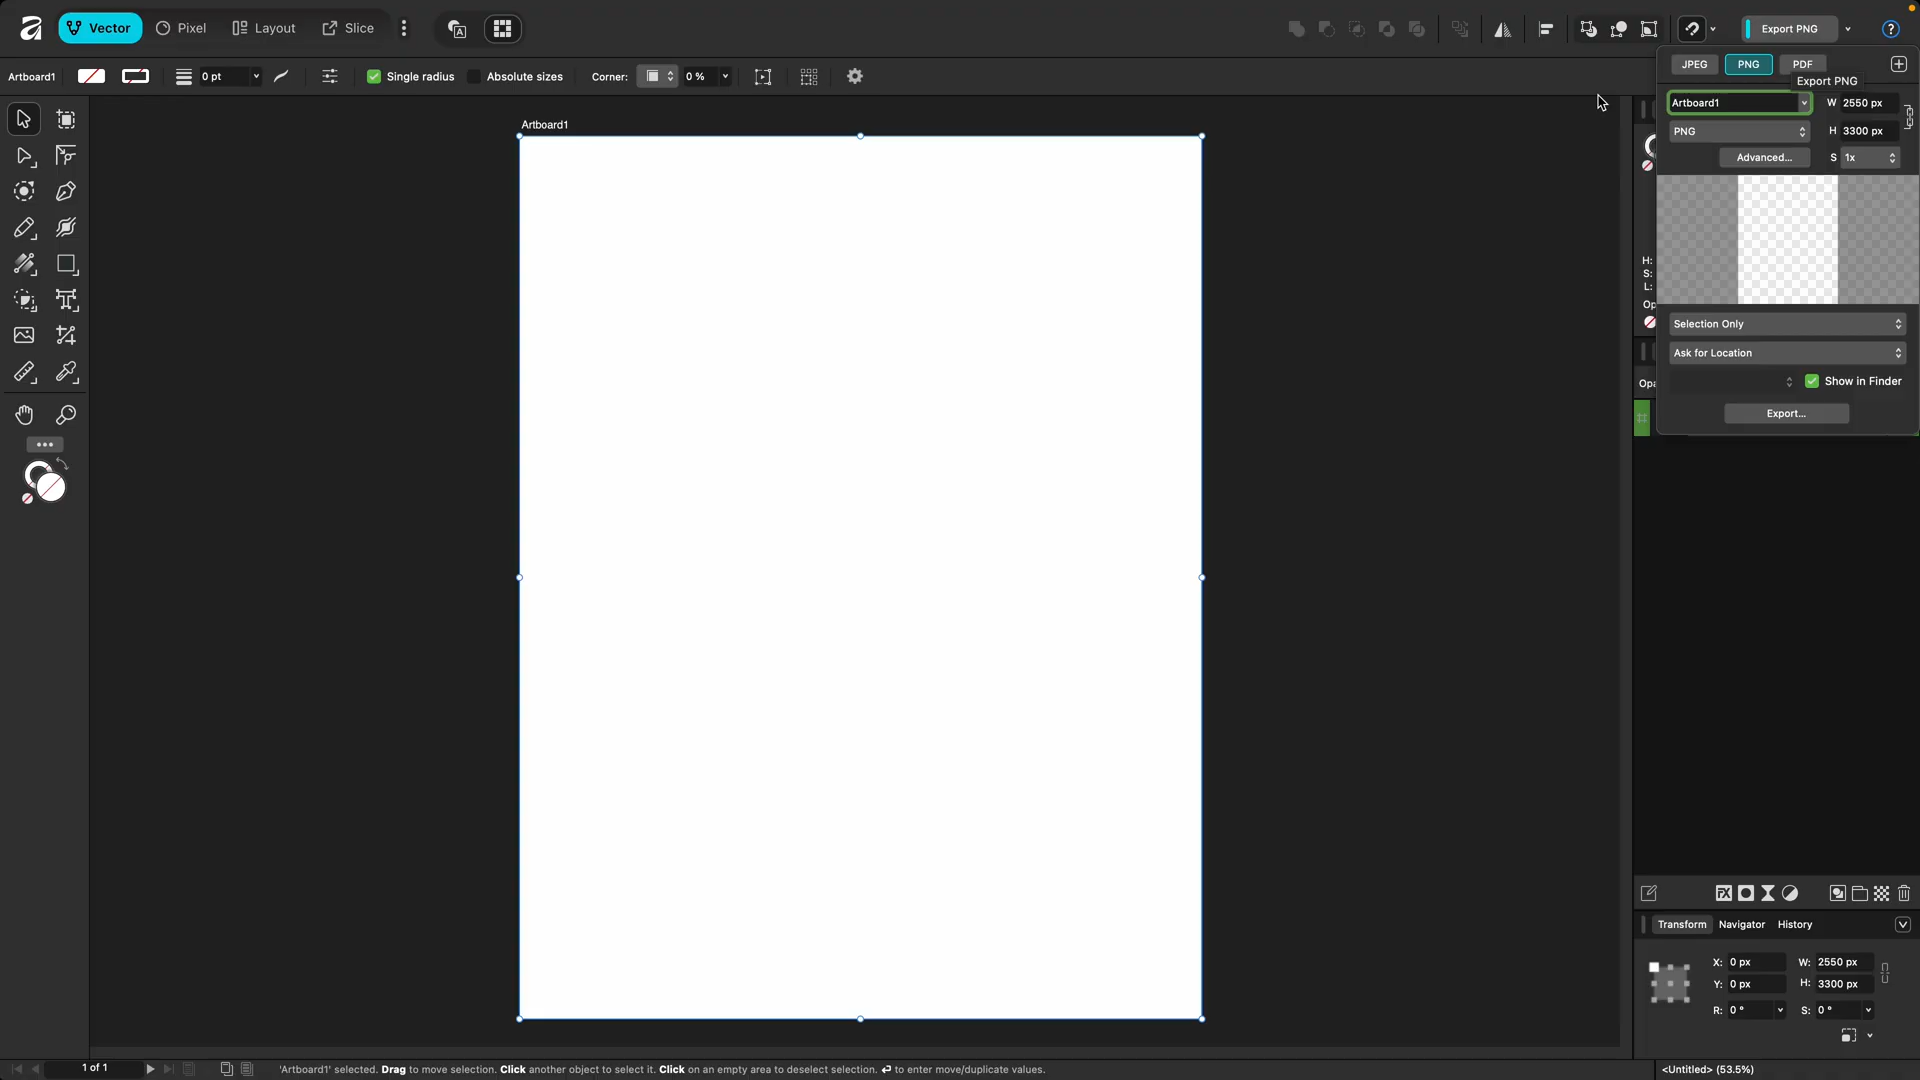 Vector Pixel Layout Slice Export PNG
Artboard1 0 pt Single radius Absolute sizes Corner: 0 %
JPEG PNG PDF
Export PNG
Artboard1 W 2550 px
PNG H 3300 px
Advanced... S 1x
Artboard1
H:
S:
L:
Op
Selection Only
Ask for Location
Opa Show in Finder
Export...
Transform Navigator History
X: 0 px W: 2550 px
Y: 0 px H: 3300 px
R: 0 ° S: 0 °
1 of 1 'Artboard1' selected. Drag to move selection. Click another object to select it. Click on an empty area to deselect selection. ⏎ to enter move/duplicate values. <Untitled> (53.5%)